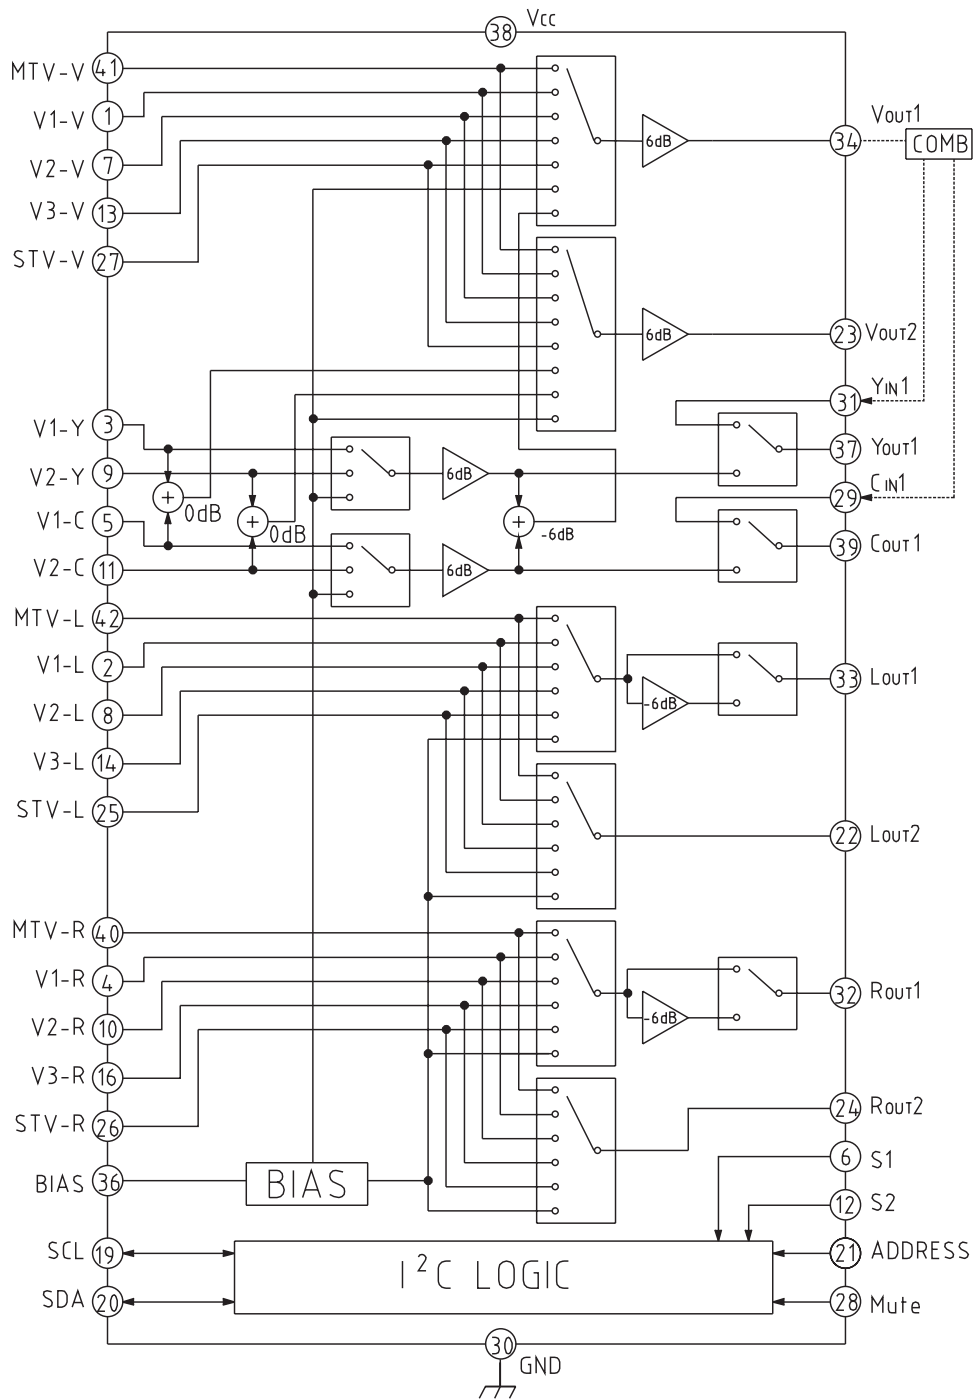 38 Vcc
MTV-V 41
V1-V 1
V2-V 7
V3-V 13
STV-V 27
6dB
34 VOUT1
COMB
6dB
23 VOUT2
YIN1
31
V1-Y 3
V2-Y 9
V1-C 5
V2-C 11
0dB
0dB
6dB
6dB
-6dB
37 YOUT1
CIN1
29
39 COUT1
MTV-L 42
V1-L 2
V2-L 8
V3-L 14
STV-L 25
-6dB
33 LOUT1
22 LOUT2
MTV-R 40
V1-R 4
V2-R 10
V3-R 16
STV-R 26
-6dB
32 ROUT1
24 ROUT2
6 S1
12 S2
BIAS 36
BIAS
SCL 19
SDA 20
I²C LOGIC
21 ADDRESS
28 Mute
30 GND